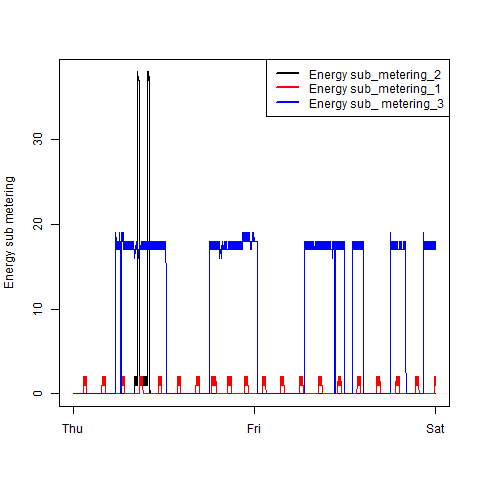 Energy sub_metering_2
Energy sub_metering_1
Energy sub_ metering_3
Energy sub metering
30
20
10
0
Thu
Fri
Sat